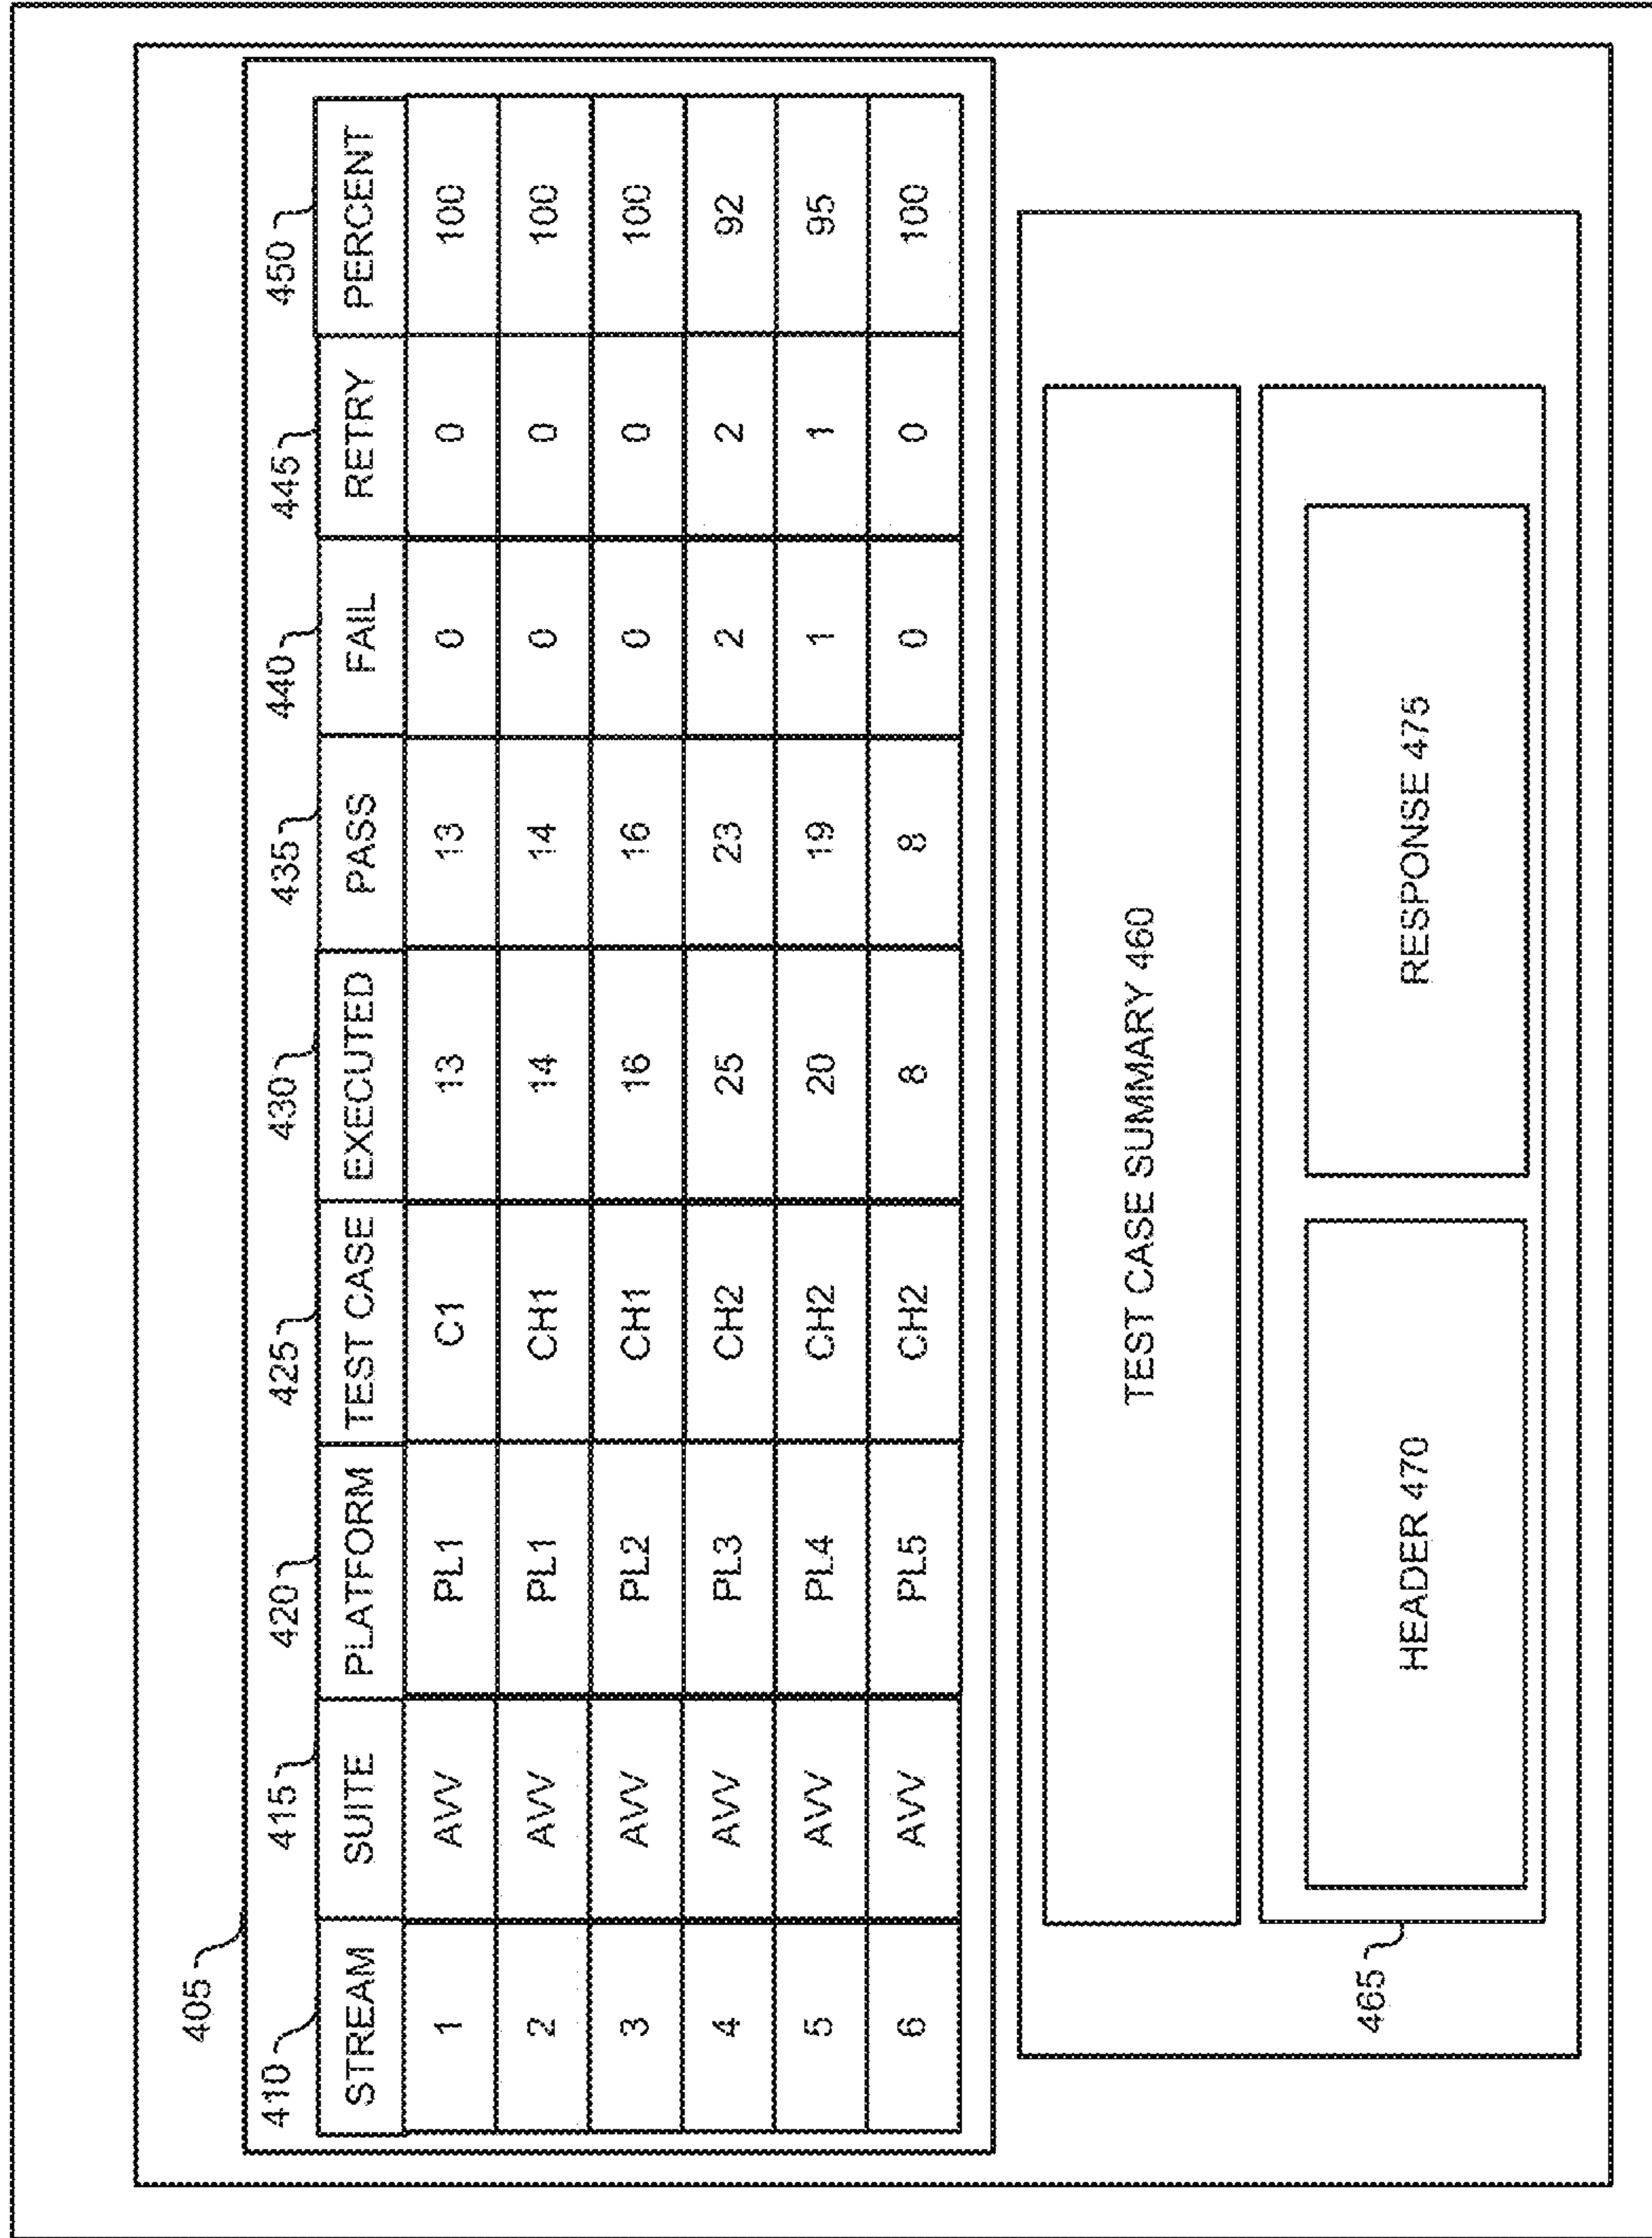 405
410 415 420 425 430 435 440 445 450
STREAM SUITE PLATFORM TEST CASE EXECUTED PASS FAIL RETRY PERCENT
1 AVV PL1 C1 13 13 0 0 100
2 AVV PL1 CH1 14 14 0 0 100
3 AVV PL2 CH1 16 16 0 0 100
4 AVV PL3 CH2 25 23 2 2 92
5 AVV PL4 CH2 20 19 1 1 95
6 AVV PL5 CH2 8 8 0 0 100
TEST CASE SUMMARY 460
465
HEADER 470
RESPONSE 475